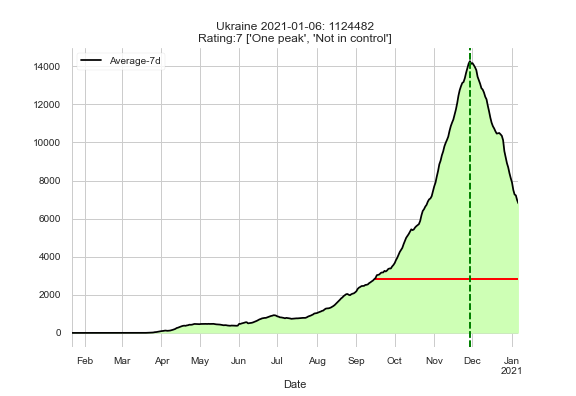 Ukraine 2021-01-06: 1124482
Rating:7 ['One peak', 'Not in control']
Average-7d
14000
12000
10000
8000
6000
4000
2000
0
Feb Mar Apr May Jun Jul Aug Sep Oct Nov Dec Jan
2021
Date